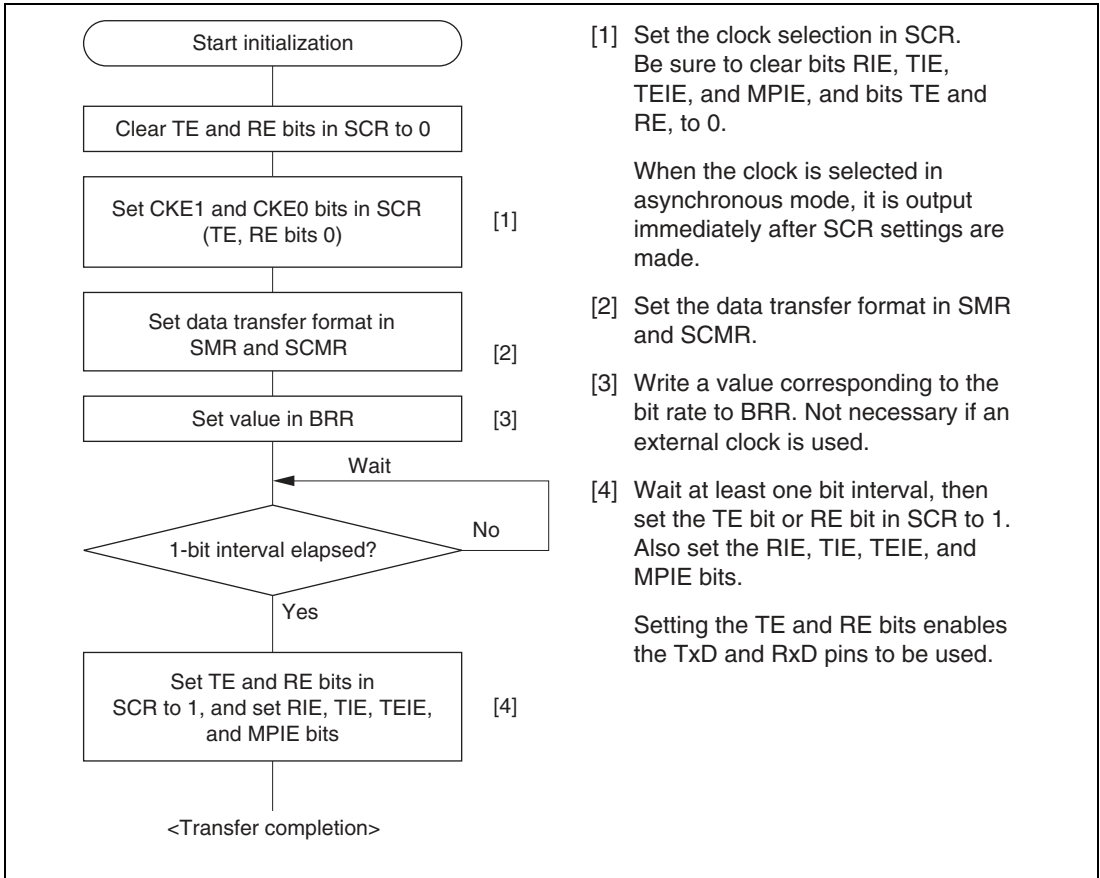 Start initialization
Clear TE and RE bits in SCR to 0
Set CKE1 and CKE0 bits in SCR
(TE, RE bits 0)
[1]
Set data transfer format in
SMR and SCMR
[2]
Set value in BRR
[3]
Wait
No
1-bit interval elapsed?
Yes
Set TE and RE bits in
SCR to 1, and set RIE, TIE, TEIE,
and MPIE bits
[4]
<Transfer completion>
[1] Set the clock selection in SCR.
Be sure to clear bits RIE, TIE,
TEIE, and MPIE, and bits TE and
RE, to 0.
When the clock is selected in
asynchronous mode, it is output
immediately after SCR settings are
made.
[2] Set the data transfer format in SMR
and SCMR.
[3] Write a value corresponding to the
bit rate to BRR. Not necessary if an
external clock is used.
[4] Wait at least one bit interval, then
set the TE bit or RE bit in SCR to 1.
Also set the RIE, TIE, TEIE, and
MPIE bits.
Setting the TE and RE bits enables
the TxD and RxD pins to be used.